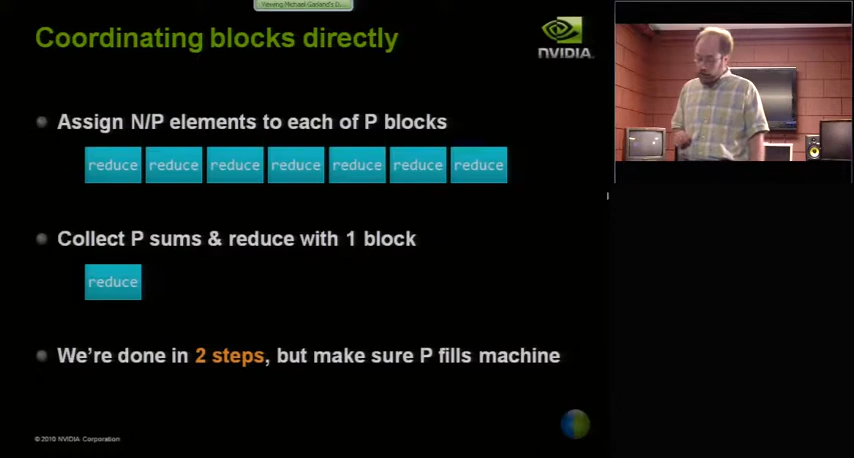 Viewing Michael Garland's D...
Coordinating blocks directly
NVIDIA.
Assign N/P elements to each of P blocks
reduce reduce reduce reduce reduce reduce reduce
Collect P sums & reduce with 1 block
reduce
We're done in 2 steps, but make sure P fills machine
© 2010 NVIDIA Corporation